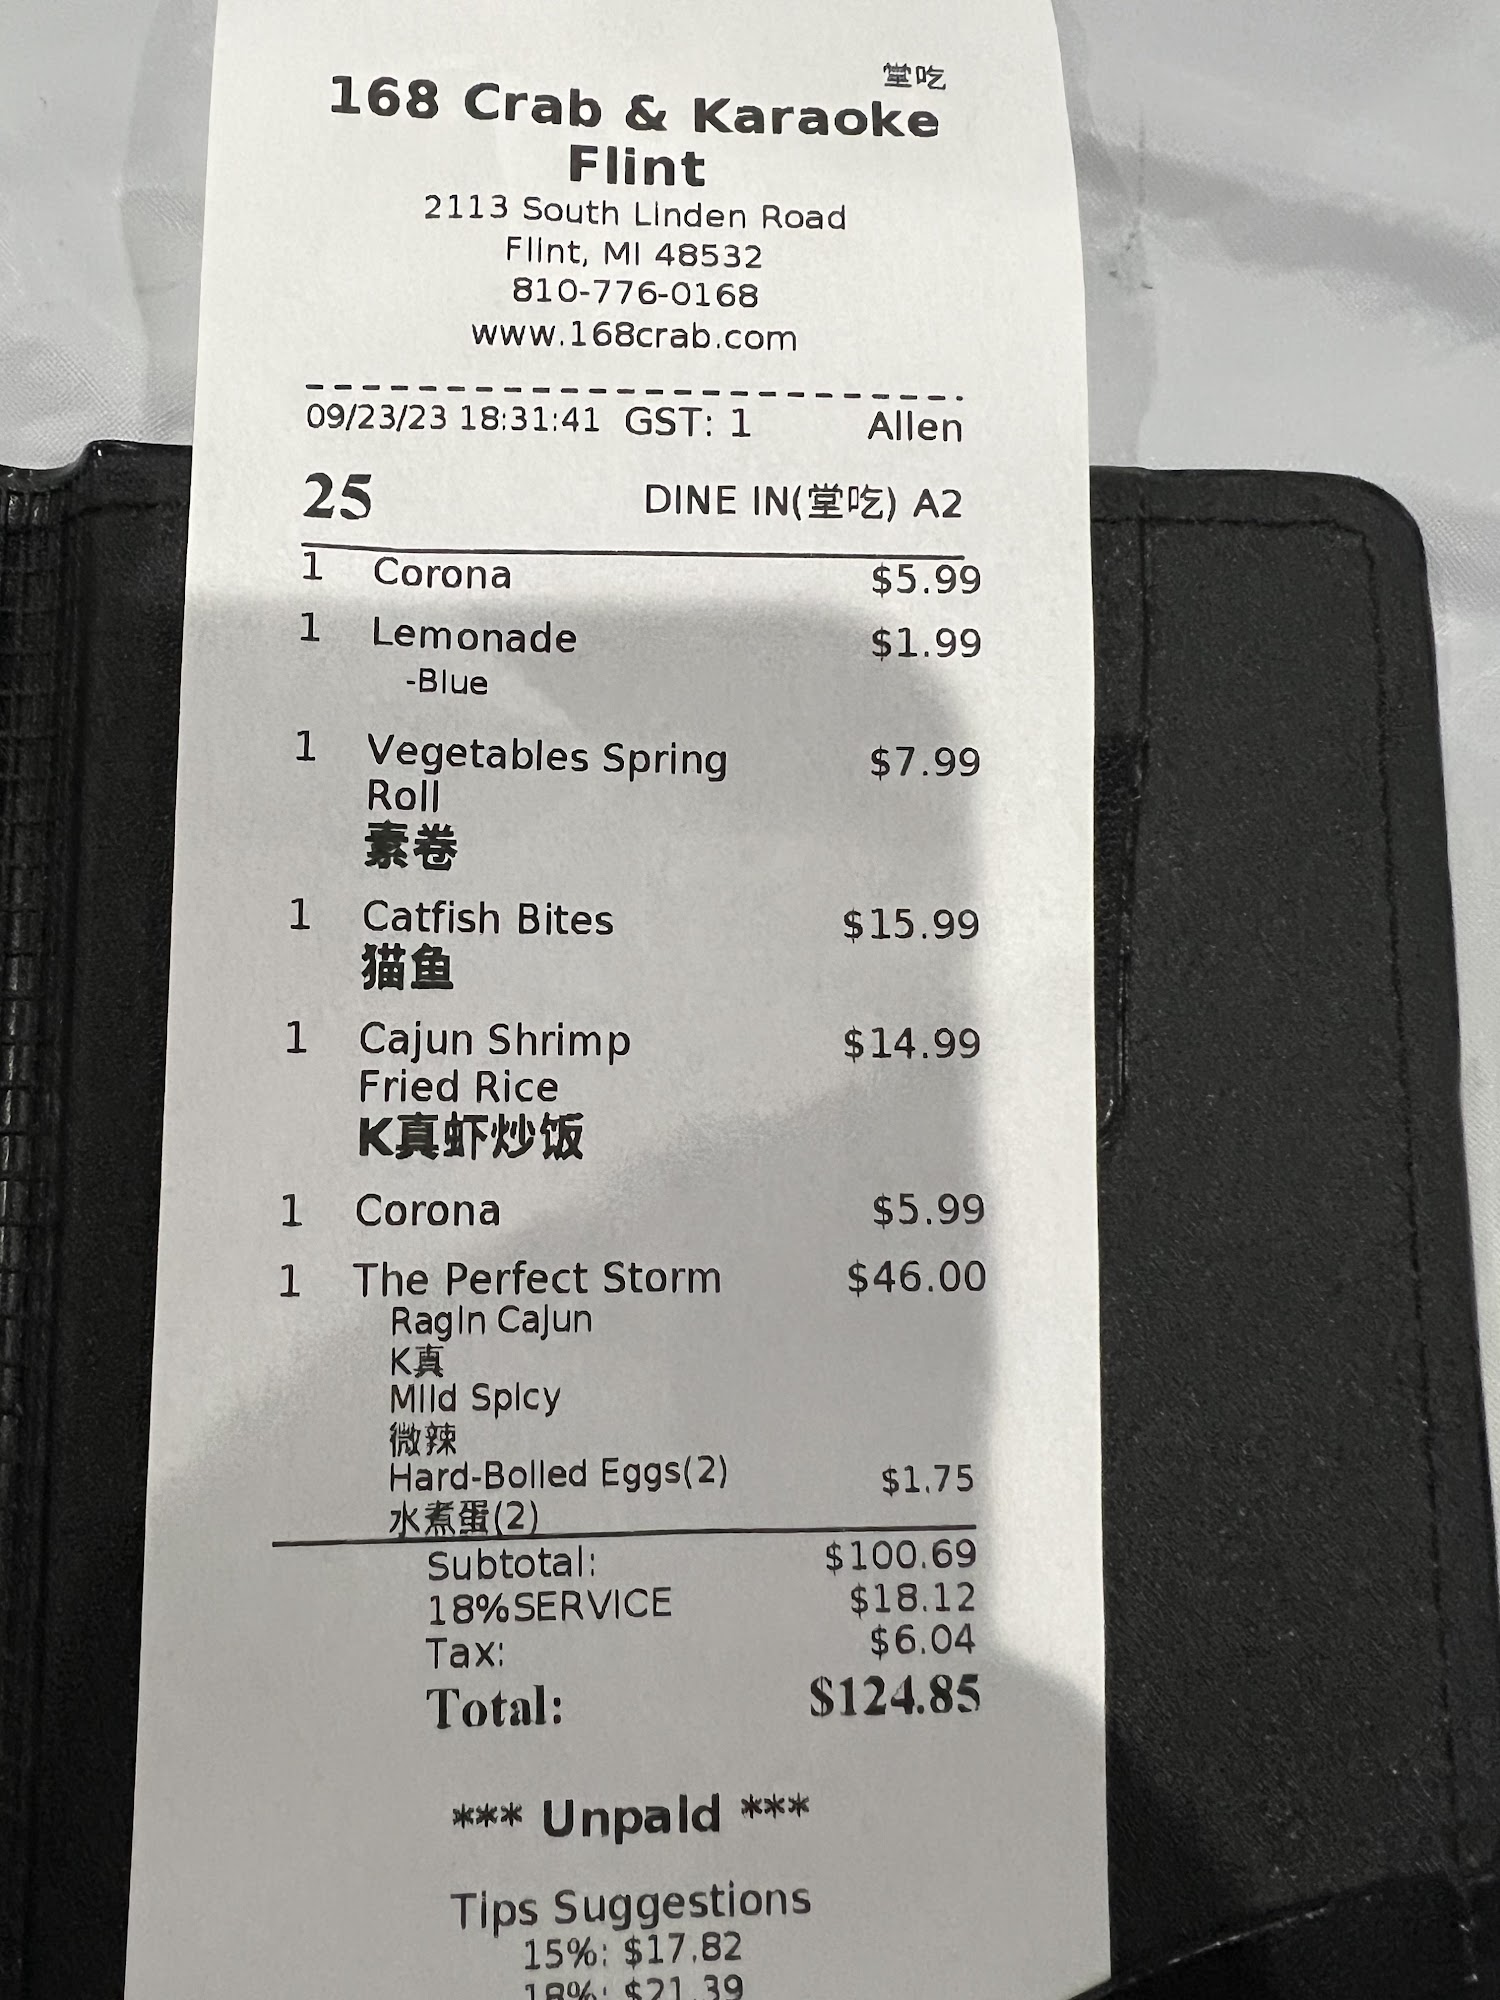 堂吃
168 Crab & Karaoke
Flint
2113 South Linden Road
Flint, MI 48532
810-776-0168
www.168crab.com
09/23/23 18:31:41 GST: 1 Allen
25 DINE IN(堂吃) A2
1 Corona $5.99
1 Lemonade $1.99
-Blue
1 Vegetables Spring $7.99
Roll
素卷
1 Catfish Bites $15.99
猫鱼
1 Cajun Shrimp $14.99
Fried Rice
K真虾炒饭
1 Corona $5.99
1 The Perfect Storm $46.00
Ragin Cajun
K真
Mild Spicy
微辣
Hard-Boiled Eggs(2) $1.75
水煮蛋(2)
Subtotal: $100.69
18%SERVICE $18.12
Tax: $6.04
Total: $124.85
*** Unpaid ***
Tips Suggestions
15%: $17.82
18%: $21.39